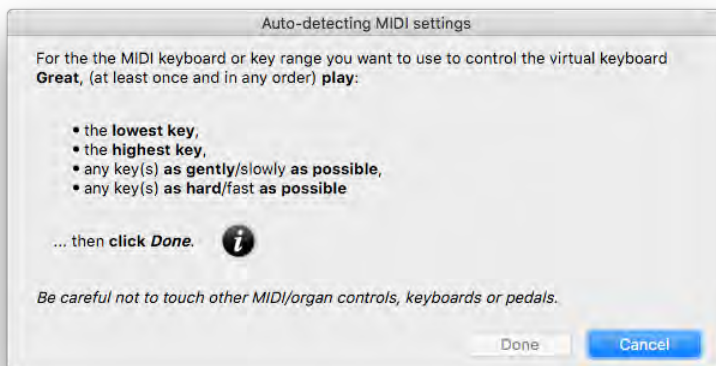 Auto-detecting MIDI settings
For the the MIDI keyboard or key range you want to use to control the virtual keyboard
Great, (at least once and in any order) play:
• the lowest key,
• the highest key,
• any key(s) as gently/slowly as possible,
• any key(s) as hard/fast as possible
... then click Done. i
Be careful not to touch other MIDI/organ controls, keyboards or pedals.
Done Cancel